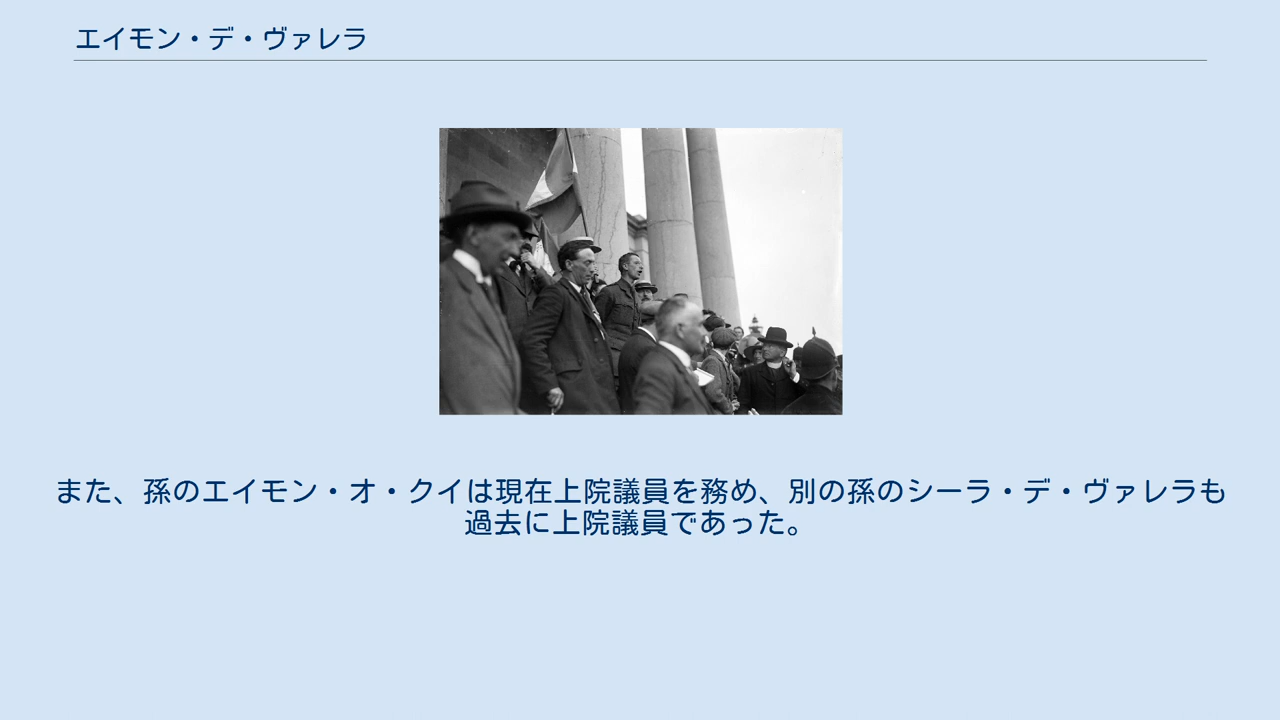 エイモン・デ・ヴァレラ
また、孫のエイモン・オ・クイは現在上院議員を務め、別の孫のシーラ・デ・ヴァレラも
過去に上院議員であった。